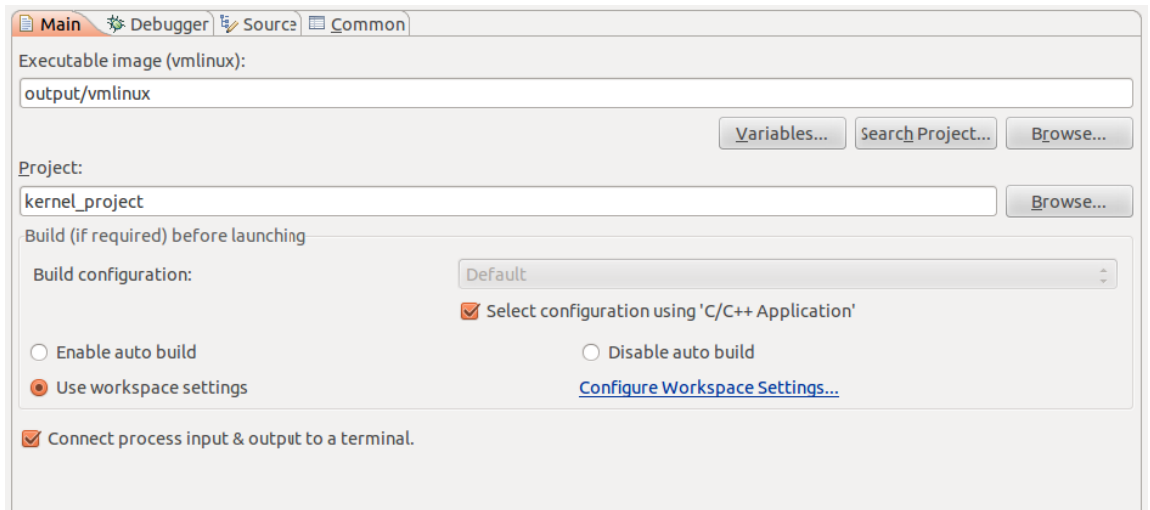 Main Debugger Source Common
Executable image (vmlinux):
output/vmlinux
Variables... Search Project... Browse...
Project:
kernel_project Browse...
Build (if required) before launching
Build configuration: Default
Select configuration using 'C/C++ Application'
Enable auto build Disable auto build
Use workspace settings Configure Workspace Settings...
Connect process input & output to a terminal.